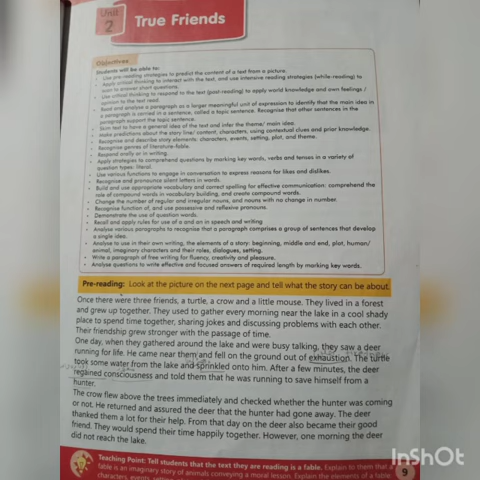 Unit
2
True Friends
Objectives
Students will be able to:
• Use pre-reading strategies to predict the content of a text from a picture.
• Apply critical thinking to interact with the text, and use intensive reading strategies (while-reading) to
scan to answer short questions.
• Use critical thinking to respond to the text (post-reading) to apply world knowledge and own feelings /
opinion to the text read.
• Read and analyse a paragraph as a larger meaningful unit of expression to identify that the main idea in
a paragraph is carried in a sentence, called a topic sentence. Recognise that other sentences in the
paragraph support the topic sentence.
• Skim text to have a general idea of the text and infer the theme/ main idea.
• Make predictions about the story line/ content, characters, using contextual clues and prior knowledge.
• Recognise and describe story elements: characters, events, setting, plot, and theme.
• Recognise genres of literature-fable.
• Respond orally or in writing.
• Apply strategies to comprehend questions by marking key words, verbs and tenses in a variety of
question types: literal.
• Use various functions to engage in conversation to express reasons for likes and dislikes.
• Recognise and pronounce silent letters in words.
• Build and use appropriate vocabulary and correct spelling for effective communication: comprehend the
role of compound words in vocabulary building, and create compound words.
• Change the number of regular and irregular nouns, and nouns with no change in number.
• Recognise function of, and use possessive and reflexive pronouns.
• Demonstrate the use of question words.
• Recall and apply rules for use of a and an in speech and writing
• Analyse various paragraphs to recognise that a paragraph comprises a group of sentences that develop
a single idea.
• Analyse to use in their own writing, the elements of a story: beginning, middle and end, plot, human/
animal, imaginary characters and their roles, dialogues, setting.
• Write a paragraph of free writing for fluency, creativity and pleasure.
• Analyse questions to write effective and focused answers of required length by marking key words.
Pre-reading: Look at the picture on the next page and tell what the story can be about.
Once there were three friends, a turtle, a crow and a little mouse. They lived in a forest
and grew up together. They used to gather every morning near the lake in a cool shady
place to spend time together, sharing jokes and discussing problems with each other.
Their friendship grew stronger with the passage of time.
One day, when they gathered around the lake and were busy talking, they saw a deer
running for life. He came near them and fell on the ground out of exhaustion. The turtle
took some water from the lake and sprinkled onto him. After a few minutes, the deer
regained consciousness and told them that he was running to save himself from a
hunter.
The crow flew above the trees immediately and checked whether the hunter was coming
or not. He returned and assured the deer that the hunter had gone away. The deer
thanked them a lot for their help. From that day on the deer also became their good
friend. They would spend their time happily together. However, one morning the deer
did not reach the lake.
Teaching Point: Tell students that the text they are reading is a fable. Explain to them that a
fable is an imaginary story of animals conveying a moral lesson. Explain the elements of a fable
characters, events,
9
InShOt